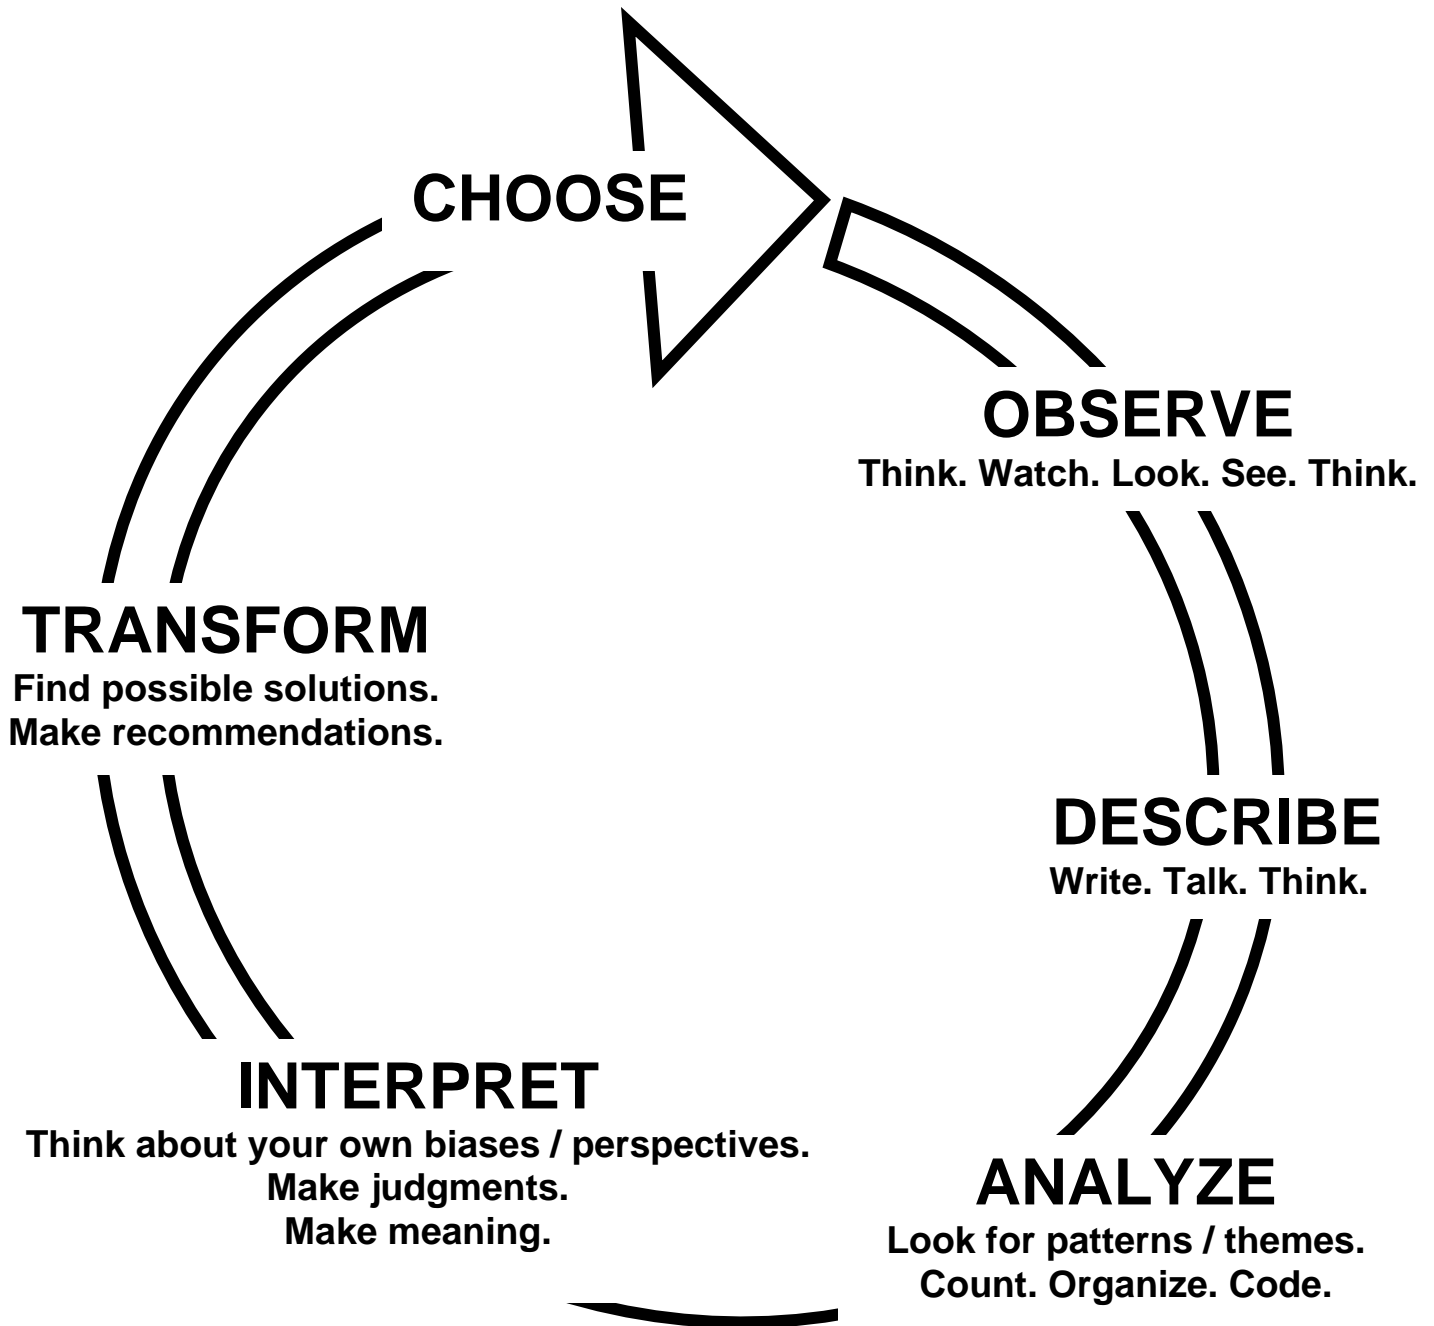 CHOOSE
OBSERVE
Think. Watch. Look. See. Think.
DESCRIBE
Write. Talk. Think.
ANALYZE
Look for patterns / themes.
Count. Organize. Code.
INTERPRET
Think about your own biases / perspectives.
Make judgments.
Make meaning.
TRANSFORM
Find possible solutions.
Make recommendations.